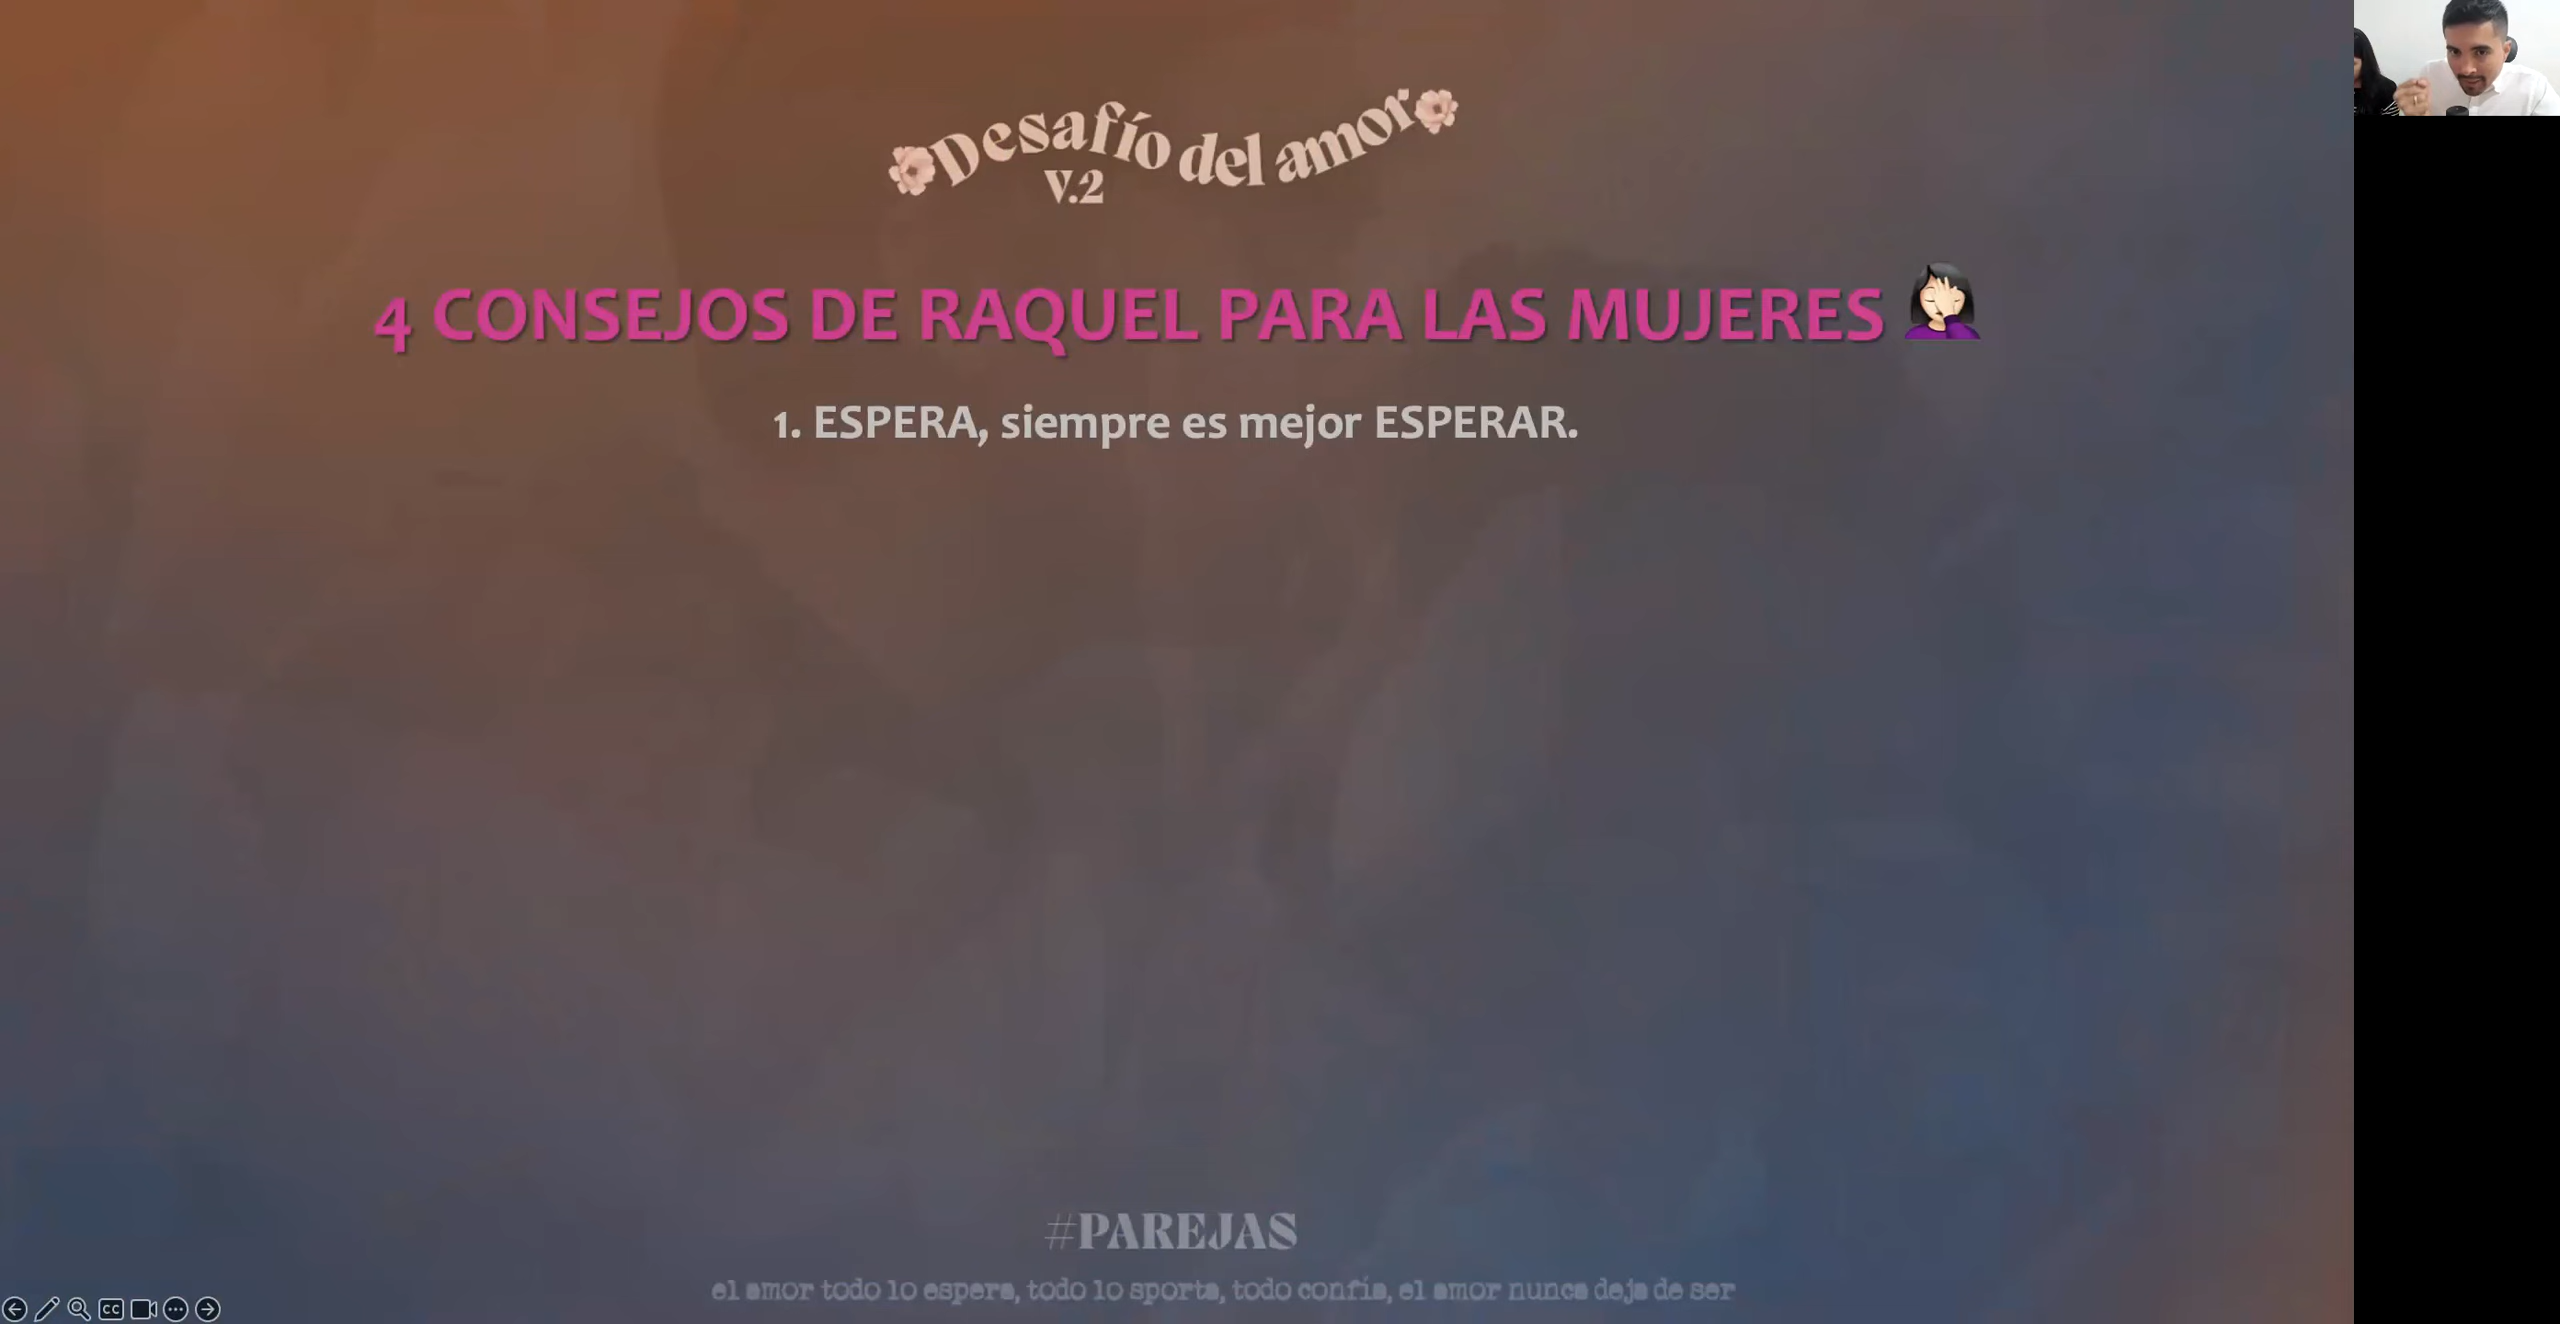 Desafío del amor
V.2
4 CONSEJOS DE RAQUEL PARA LAS MUJERES
1. ESPERA, siempre es mejor ESPERAR.
#PAREJAS
el amor todo lo espera, todo lo sporta, todo confía, el amor nunca deja de ser
CC